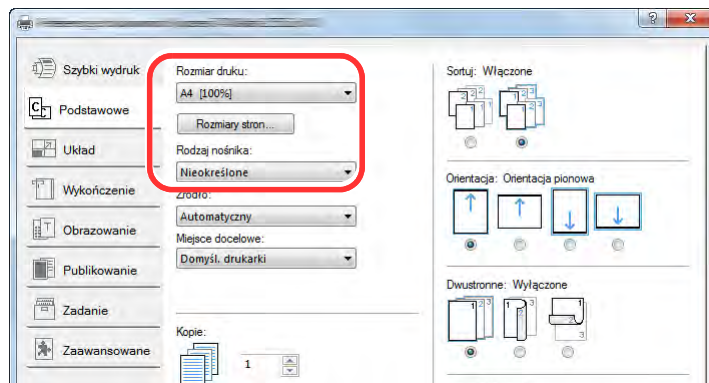 Szybki wydruk
Podstawowe
Układ
Wykończenie
Obrazowanie
Publikowanie
Zadanie
Zaawansowane
Rozmiar druku:
A4 [100%]
Rozmiary stron...
Rodzaj nośnika:
Nieokreślone
Źródło:
Automatyczny
Miejsce docelowe:
Domyśl. drukarki
Kopie:
1
Sortuj: Włączone
Orientacja: Orientacja pionowa
Dwustronne: Wyłączone